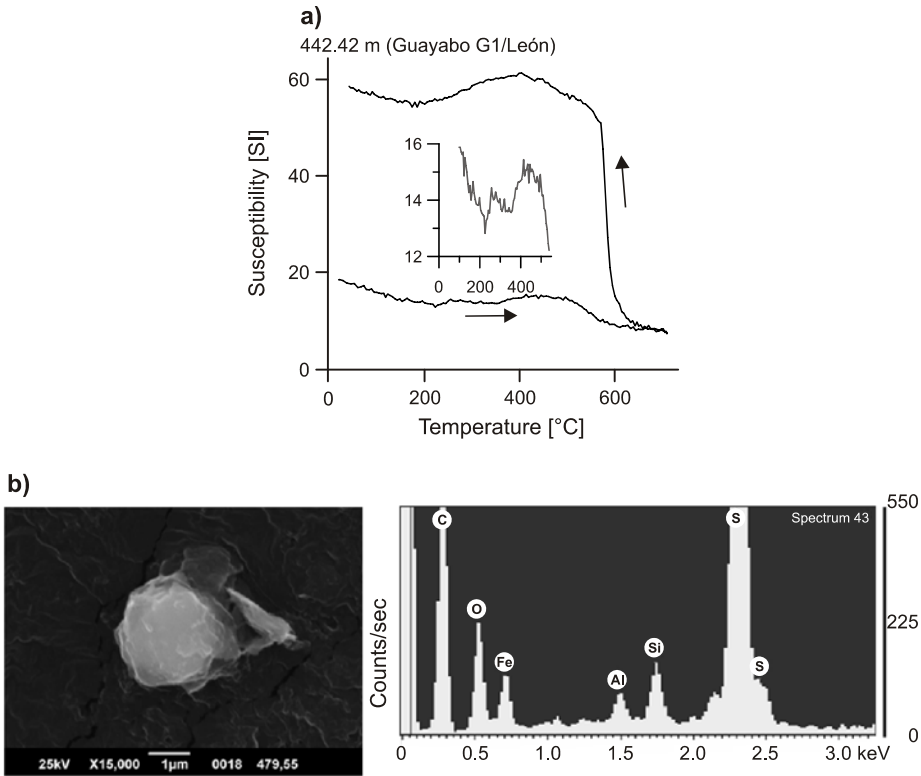 a)
442.42 m (Guayabo G1/León)
Susceptibility [SI]
60
40
20
0
16
14
12
0 200 400
0 200 400 600
Temperature [°C]
b)
25kV X15,000 1µm 0018 479,55
Spectrum 43
C
O
Fe
Al
Si
S
S
Counts/sec
550
225
0
0 0.5 1.0 1.5 2.0 2.5 3.0 keV